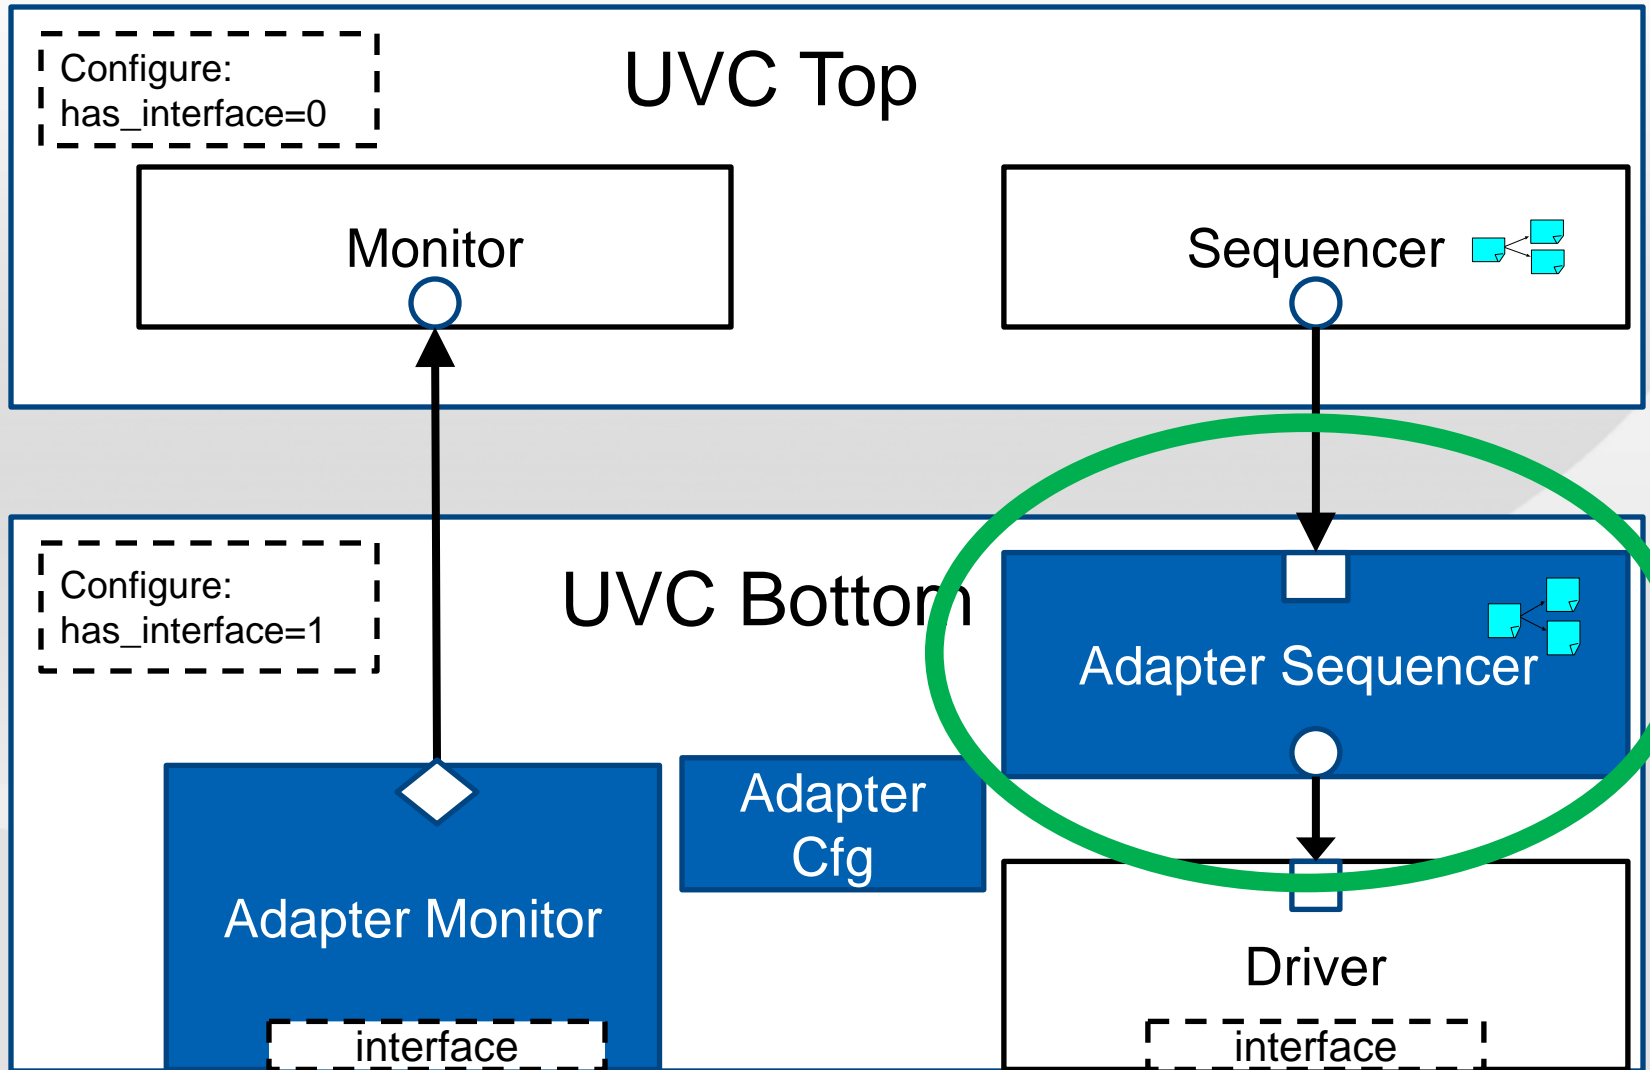 Configure:
has_interface=0
UVC Top
Monitor
Sequencer
Configure:
has_interface=1
UVC Bottom
Adapter Sequencer
Adapter
Cfg
Adapter Monitor
Driver
interface
interface